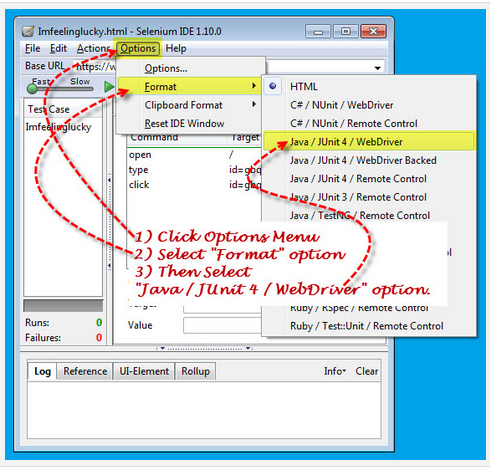 Imfeelinglucky.html - Selenium IDE 1.10.0
File Edit Actions Options Help
Base URL https://w
Fast Slow
Options...
Format
Clipboard Format
Reset IDE Window
HTML
C# / NUnit / WebDriver
C# / NUnit / Remote Control
Java / JUnit 4 / WebDriver
Java / JUnit 4 / WebDriver Backed
Java / JUnit 4 / Remote Control
Java / JUnit 3 / Remote Control
Java / TestNG / Remote Control
ol
Ruby / RSpec / Remote Control
Ruby / Test::Unit / Remote Control
Test Case
Imfeelinglucky
Command Target
open /
type id=gbq
click id=gbq
1) Click Options Menu
2) Select "Format" option
3) Then Select
"Java / JUnit 4 / WebDriver" option.
Target
Value
Runs: 0
Failures: 0
Log Reference UI-Element Rollup Info Clear